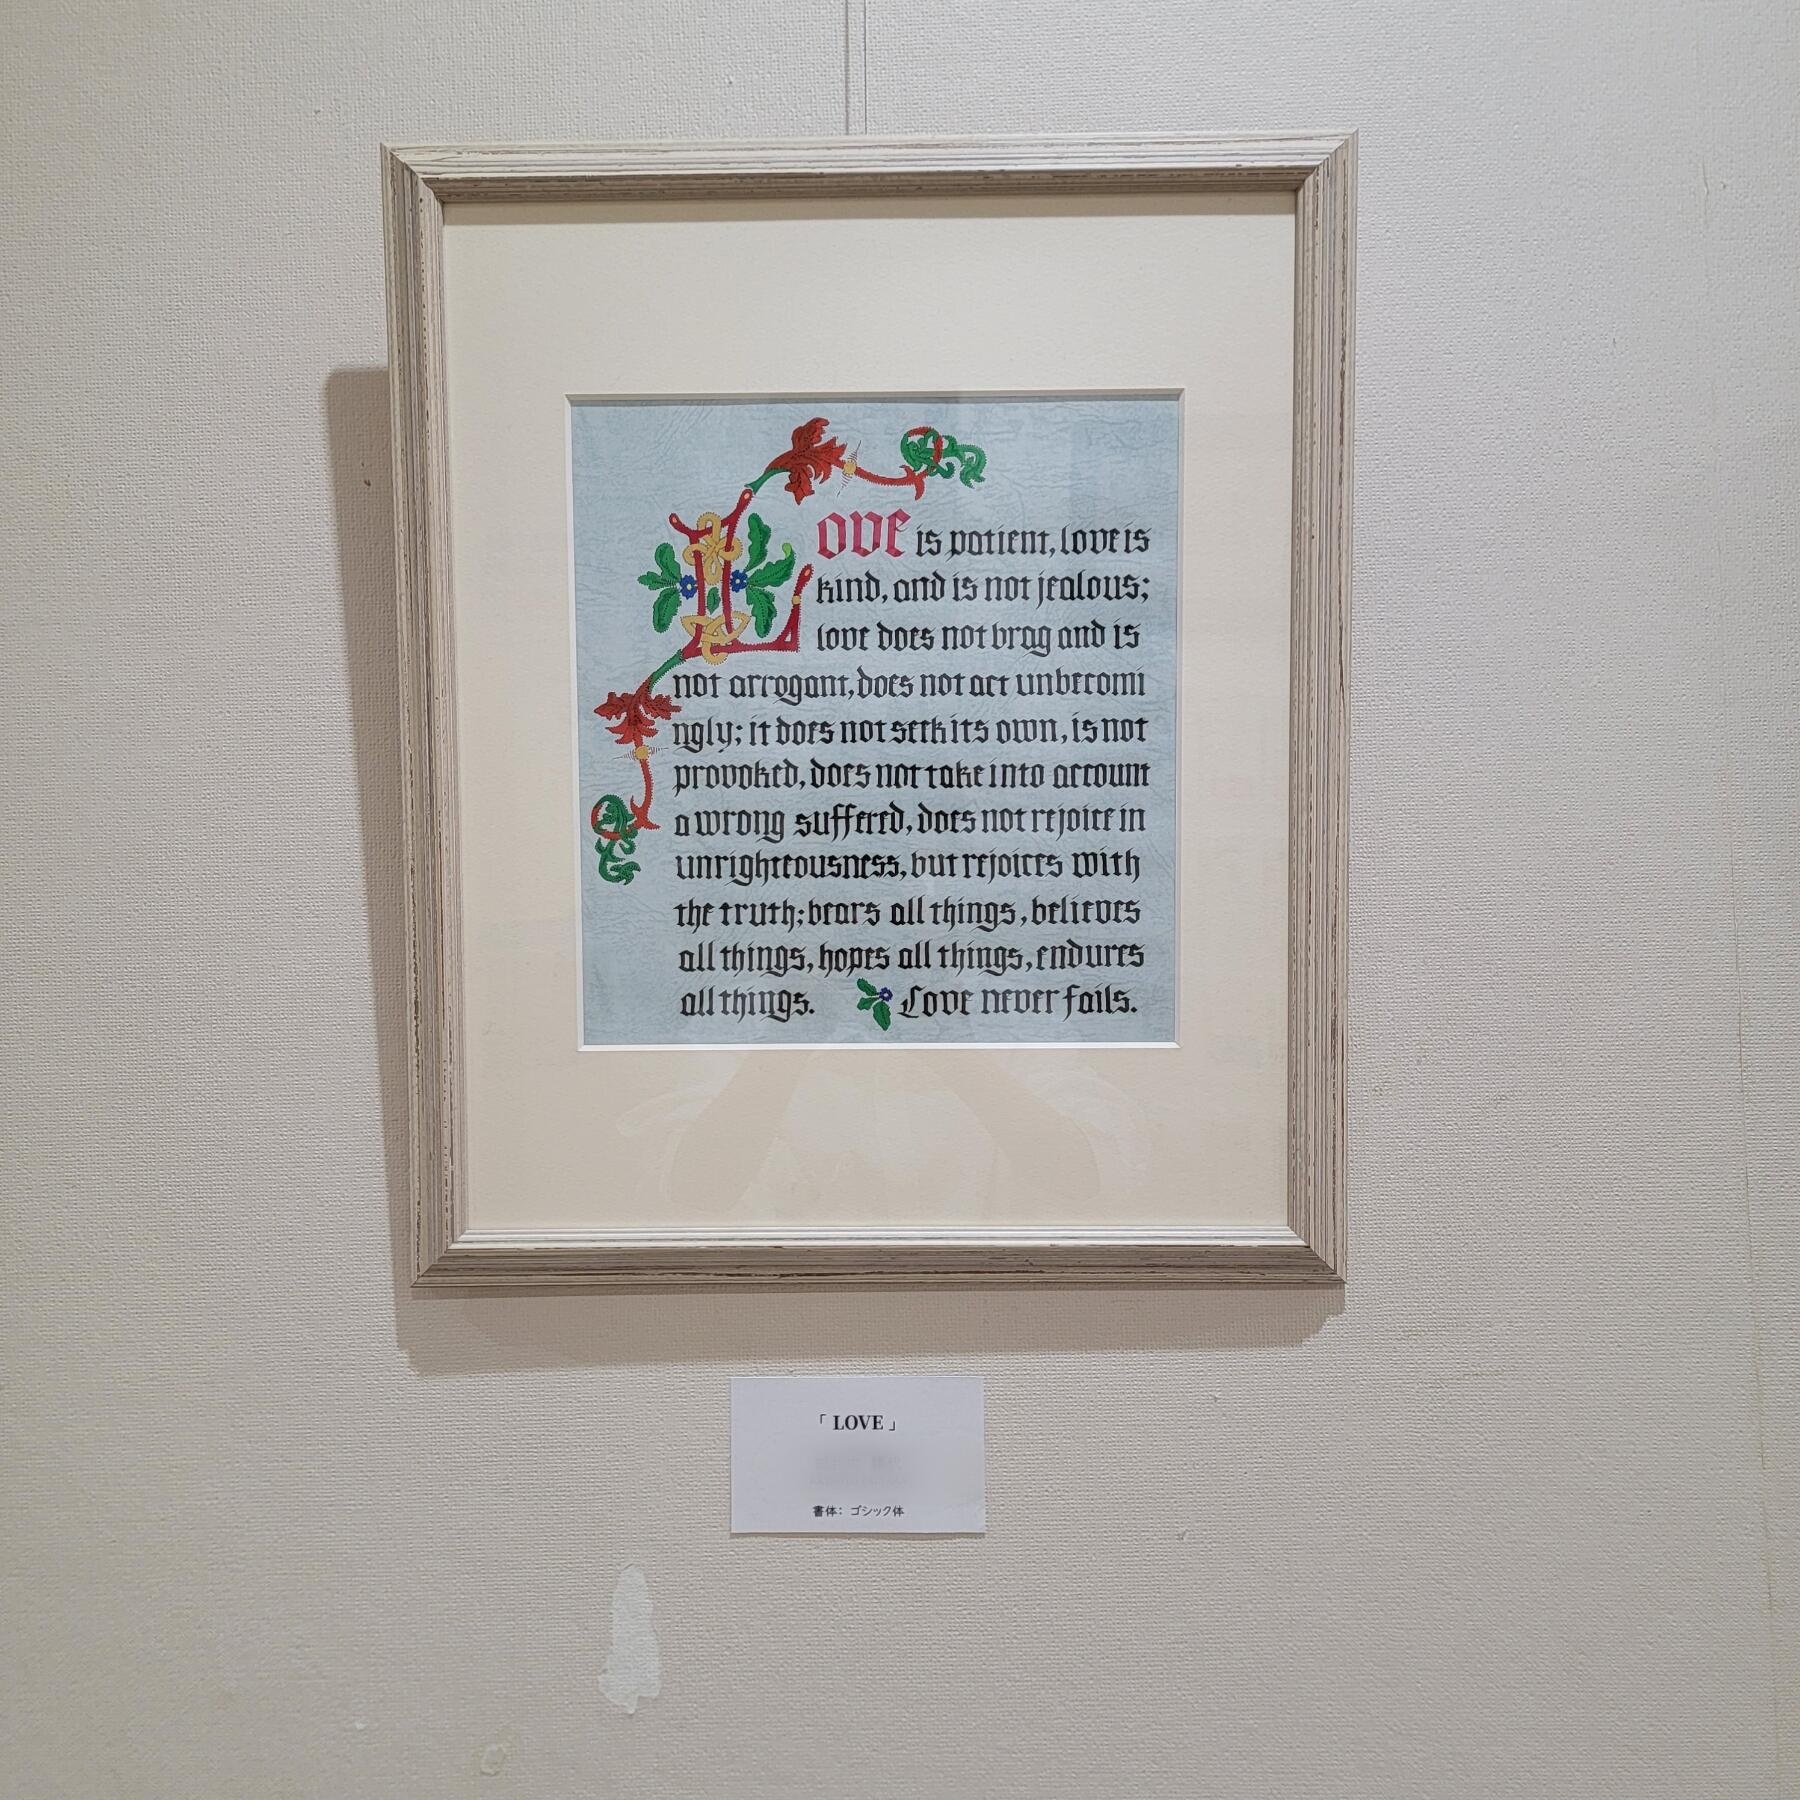 Love is patient, love is
kind, and is not jealous;
love does not brag and is
not arrogant, does not act unbecomi
ngly; it does not seek its own, is not
provoked, does not take into account
a wrong suffered, does not rejoice in
unrighteousness, but rejoices with
the truth; bears all things, believes
all things, hopes all things, endures
all things. Love never fails.
「 LOVE 」
書体: ゴシック体